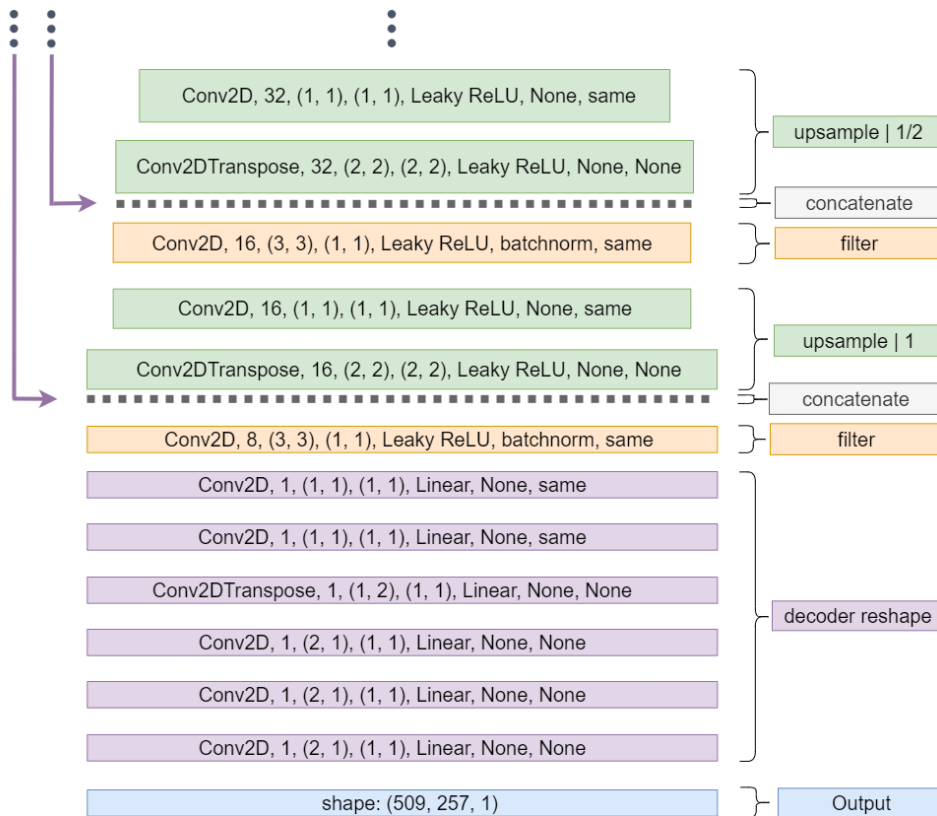 Conv2D, 32, (1, 1), (1, 1), Leaky ReLU, None, same
upsample | 1/2
Conv2DTranspose, 32, (2, 2), (2, 2), Leaky ReLU, None, None
concatenate
Conv2D, 16, (3, 3), (1, 1), Leaky ReLU, batchnorm, same
filter
Conv2D, 16, (1, 1), (1, 1), Leaky ReLU, None, same
upsample | 1
Conv2DTranspose, 16, (2, 2), (2, 2), Leaky ReLU, None, None
concatenate
Conv2D, 8, (3, 3), (1, 1), Leaky ReLU, batchnorm, same
filter
Conv2D, 1, (1, 1), (1, 1), Linear, None, same
Conv2D, 1, (1, 1), (1, 1), Linear, None, same
Conv2DTranspose, 1, (1, 2), (1, 1), Linear, None, None
decoder reshape
Conv2D, 1, (2, 1), (1, 1), Linear, None, None
Conv2D, 1, (2, 1), (1, 1), Linear, None, None
Conv2D, 1, (2, 1), (1, 1), Linear, None, None
shape: (509, 257, 1)
Output